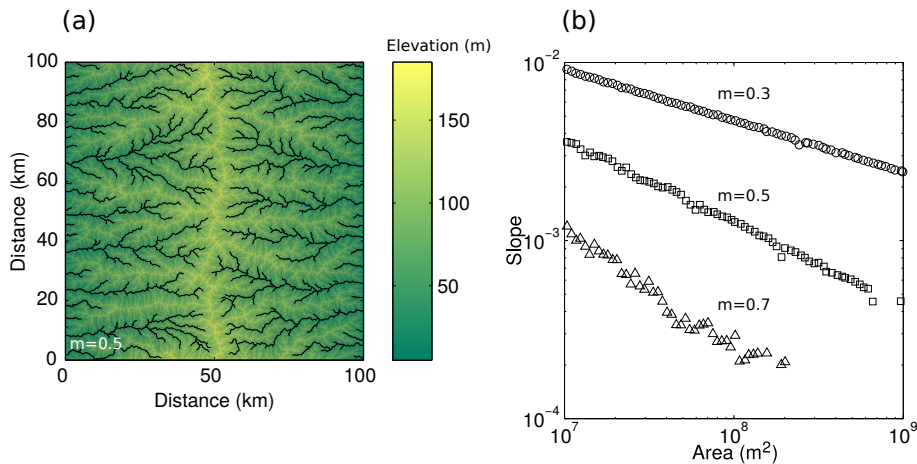 (a)
Elevation (m)
100
80
60
40
20
0
Distance (km)
m=0.5
0
50
100
Distance (km)
150
100
50
(b)
10⁻²
10⁻³
10⁻⁴
Slope
m=0.3
m=0.5
m=0.7
10⁷
10⁸
10⁹
Area (m²)